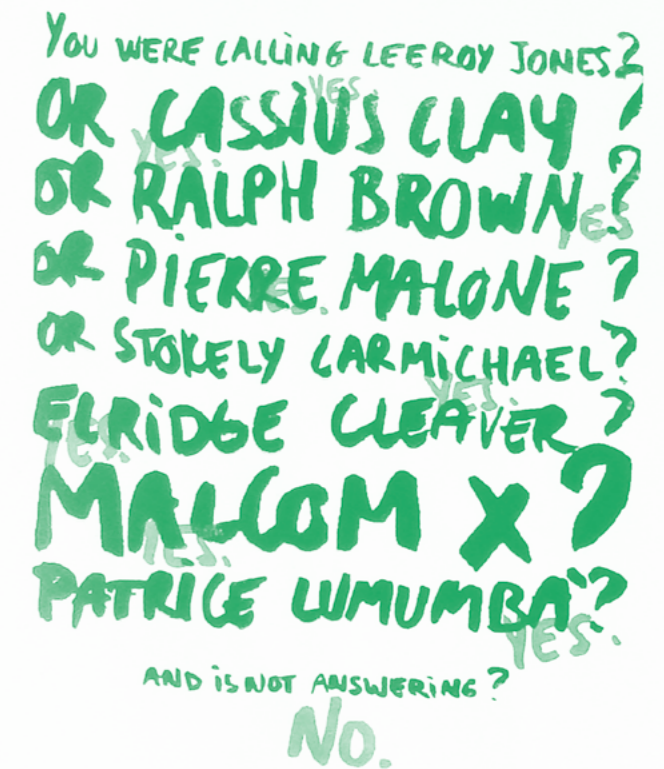 YOU WERE CALLING LEEROY JONES?
YES.
OR CASSIUS CLAY ?
YES.
OR RALPH BROWN ?
YES
OR PIERRE MALONE ?
YES.
OR STOKELY CARMICHAEL?
YES.
ELRIDGE CLEAVER ?
YES.
MALCOM X ?
YES.
PATRICE LUMUMBA ?
YES.
AND iS NOT ANSWERING ?
NO.